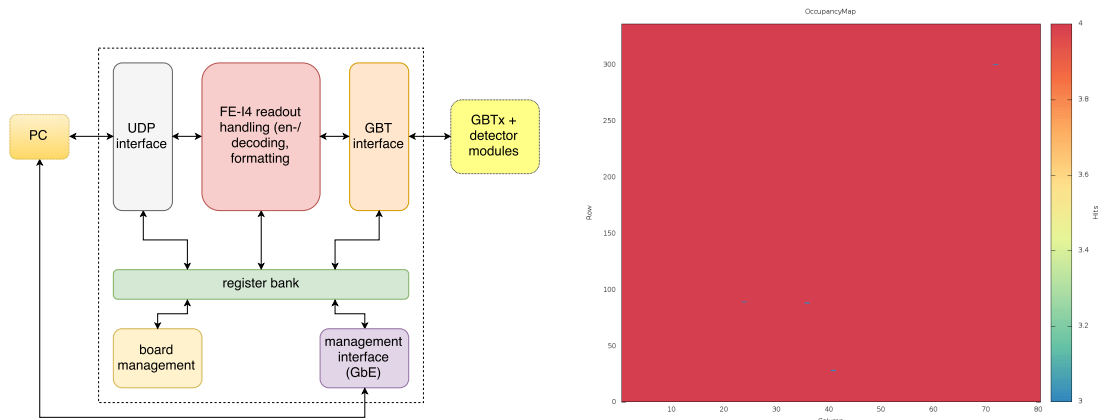 PC
UDP
interface
FE-I4 readout
handling (en-/
decoding,
formatting
GBT
interface
GBTx +
detector
modules
register bank
board
management
management
interface
(GbE)
OccupancyMap
Row
300
250
200
150
100
50
0
10 20 30 40 50 60 70 80
Column
4
3.8
3.6
3.4
3.2
3
Hits